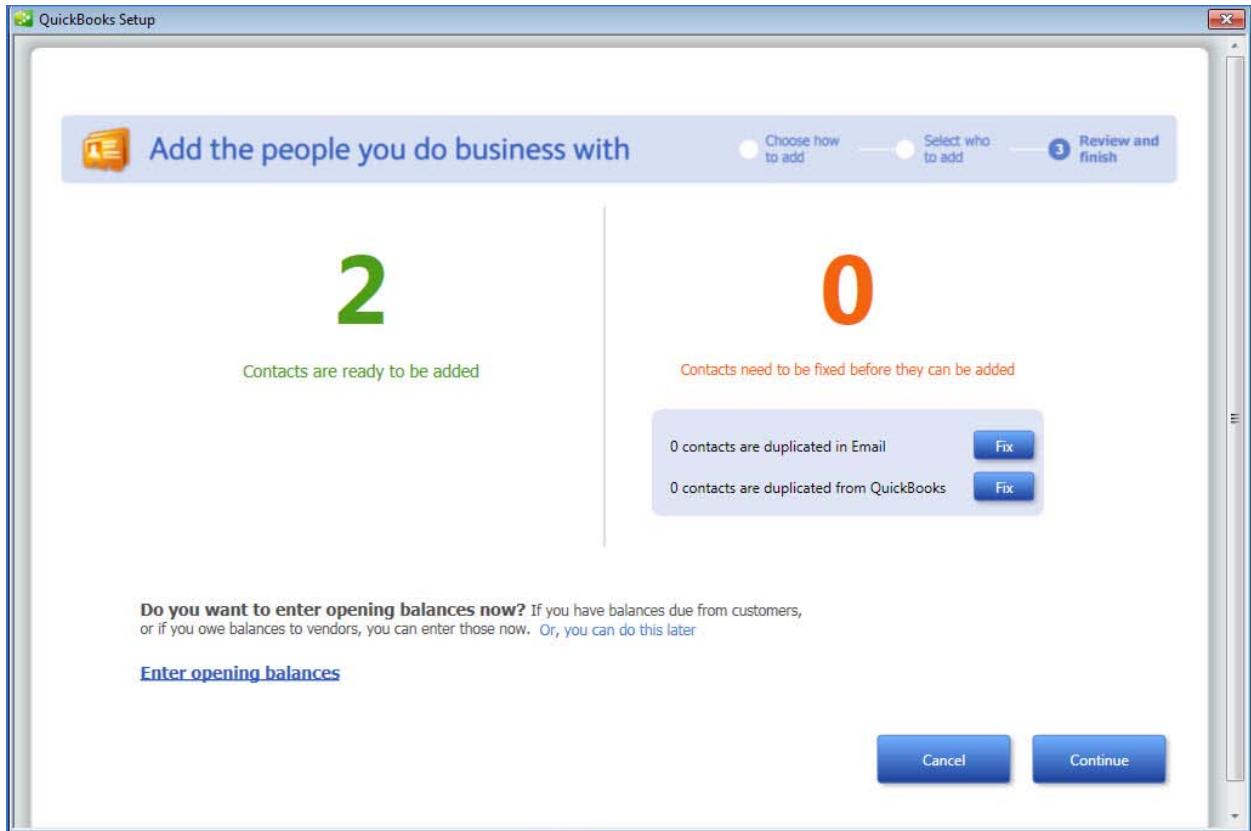 QuickBooks Setup
Add the people you do business with
Choose how
to add
Select who
to add
3
Review and
finish
2
Contacts are ready to be added
0
Contacts need to be fixed before they can be added
0 contacts are duplicated in Email
Fix
0 contacts are duplicated from QuickBooks
Fix
Do you want to enter opening balances now? If you have balances due from customers,
or if you owe balances to vendors, you can enter those now. Or, you can do this later
Enter opening balances
Cancel
Continue